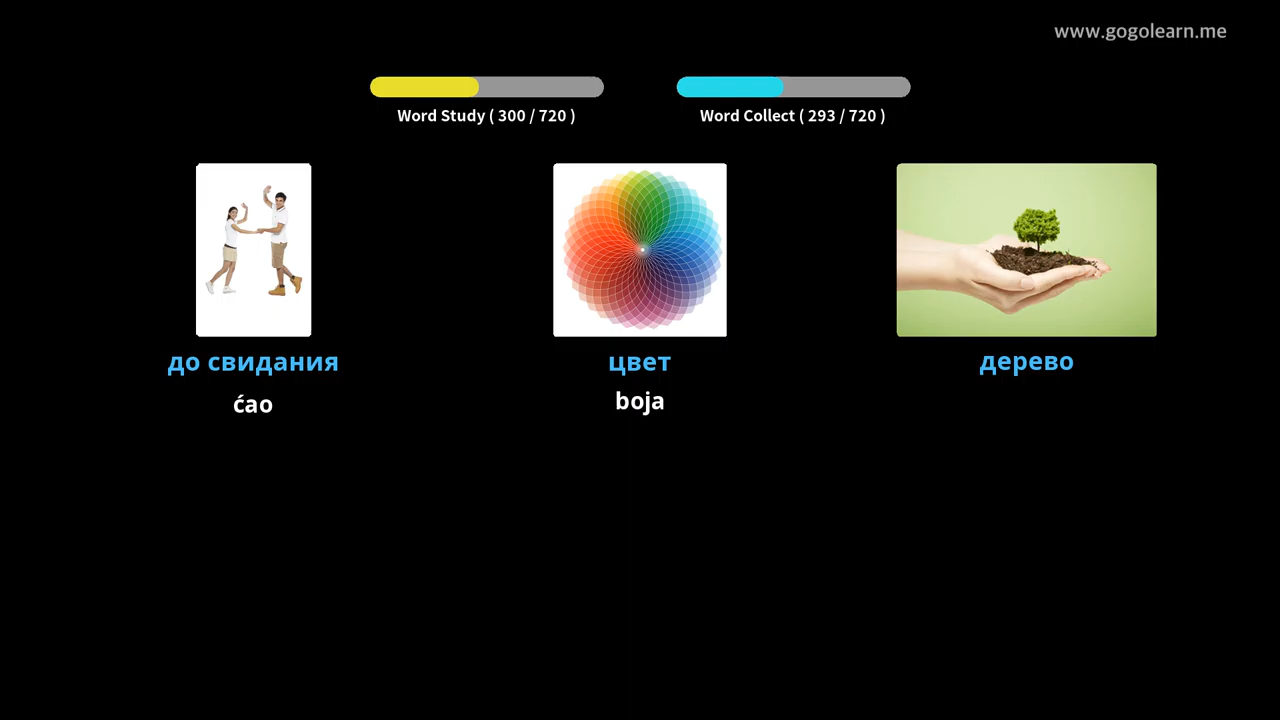 www.gogolearn.me
Word Study ( 300 / 720 )
Word Collect ( 293 / 720 )
до свидания
ćao
цвет
boja
дерево